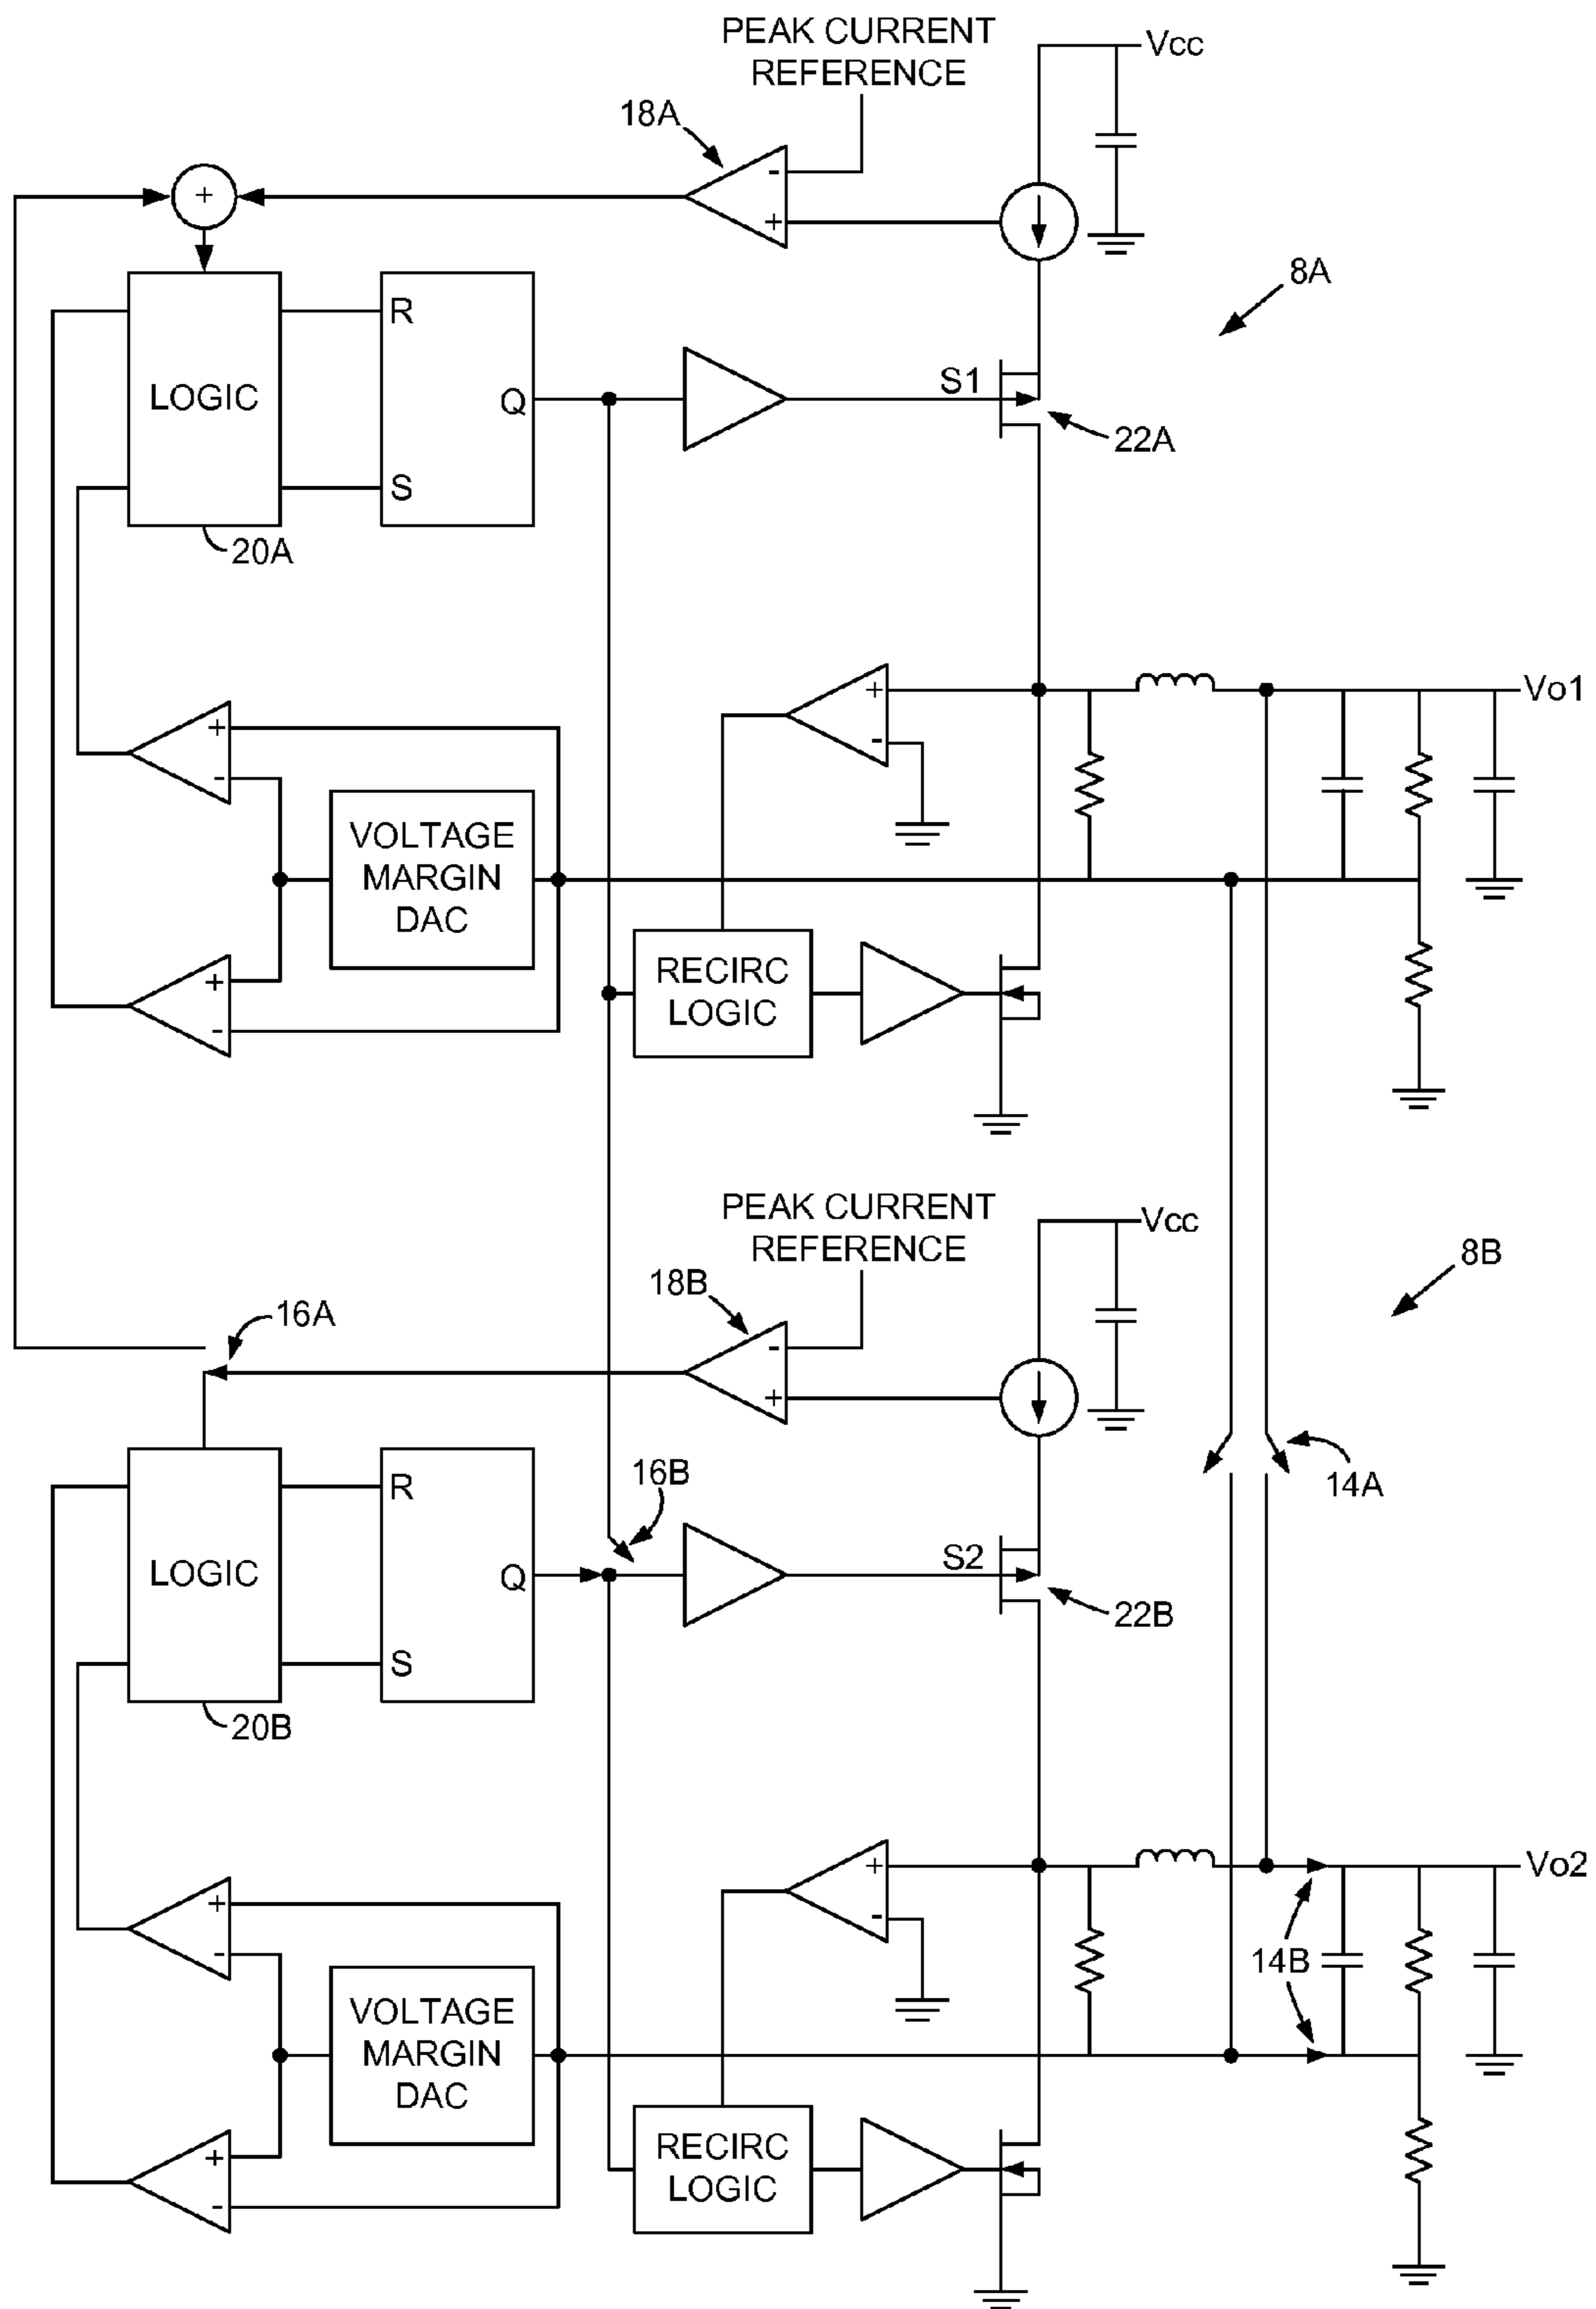 PEAK CURRENT
REFERENCE
Vcc
18A
-
+
+
8A
R
LOGIC
Q
S1
22A
S
20A
+
-
Vo1
+
-
VOLTAGE
MARGIN
DAC
RECIRC
LOGIC
+
-
PEAK CURRENT
REFERENCE
Vcc
18B
8B
16A
-
+
14A
R
16B
LOGIC
Q
S2
22B
S
20B
+
-
Vo2
+
-
14B
VOLTAGE
MARGIN
DAC
RECIRC
LOGIC
+
-